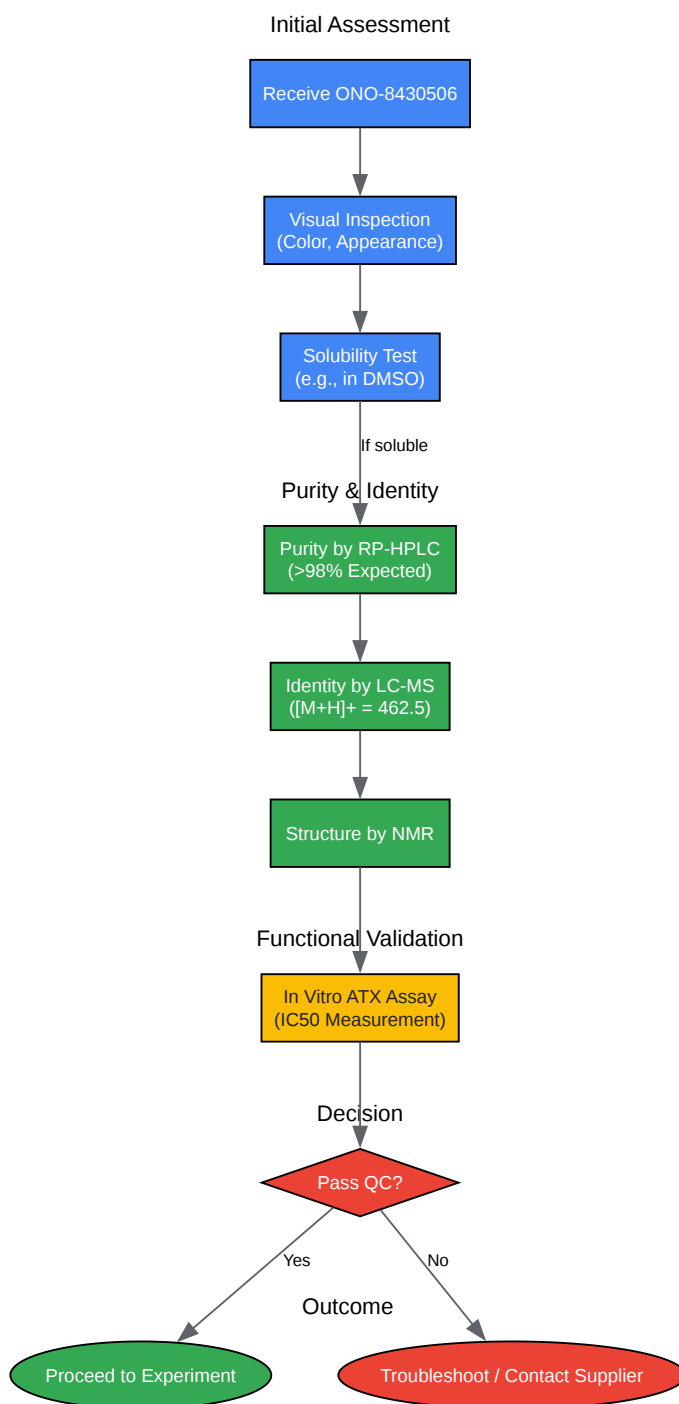 Initial Assessment
Receive ONO-8430506
Visual Inspection
(Color, Appearance)
Solubility Test
(e.g., in DMSO)
If soluble
Purity & Identity
Purity by RP-HPLC
(>98% Expected)
Identity by LC-MS
([M+H]+ = 462.5)
Structure by NMR
Functional Validation
In Vitro ATX Assay
(IC50 Measurement)
Decision
Pass QC?
Yes
No
Outcome
Proceed to Experiment
Troubleshoot / Contact Supplier